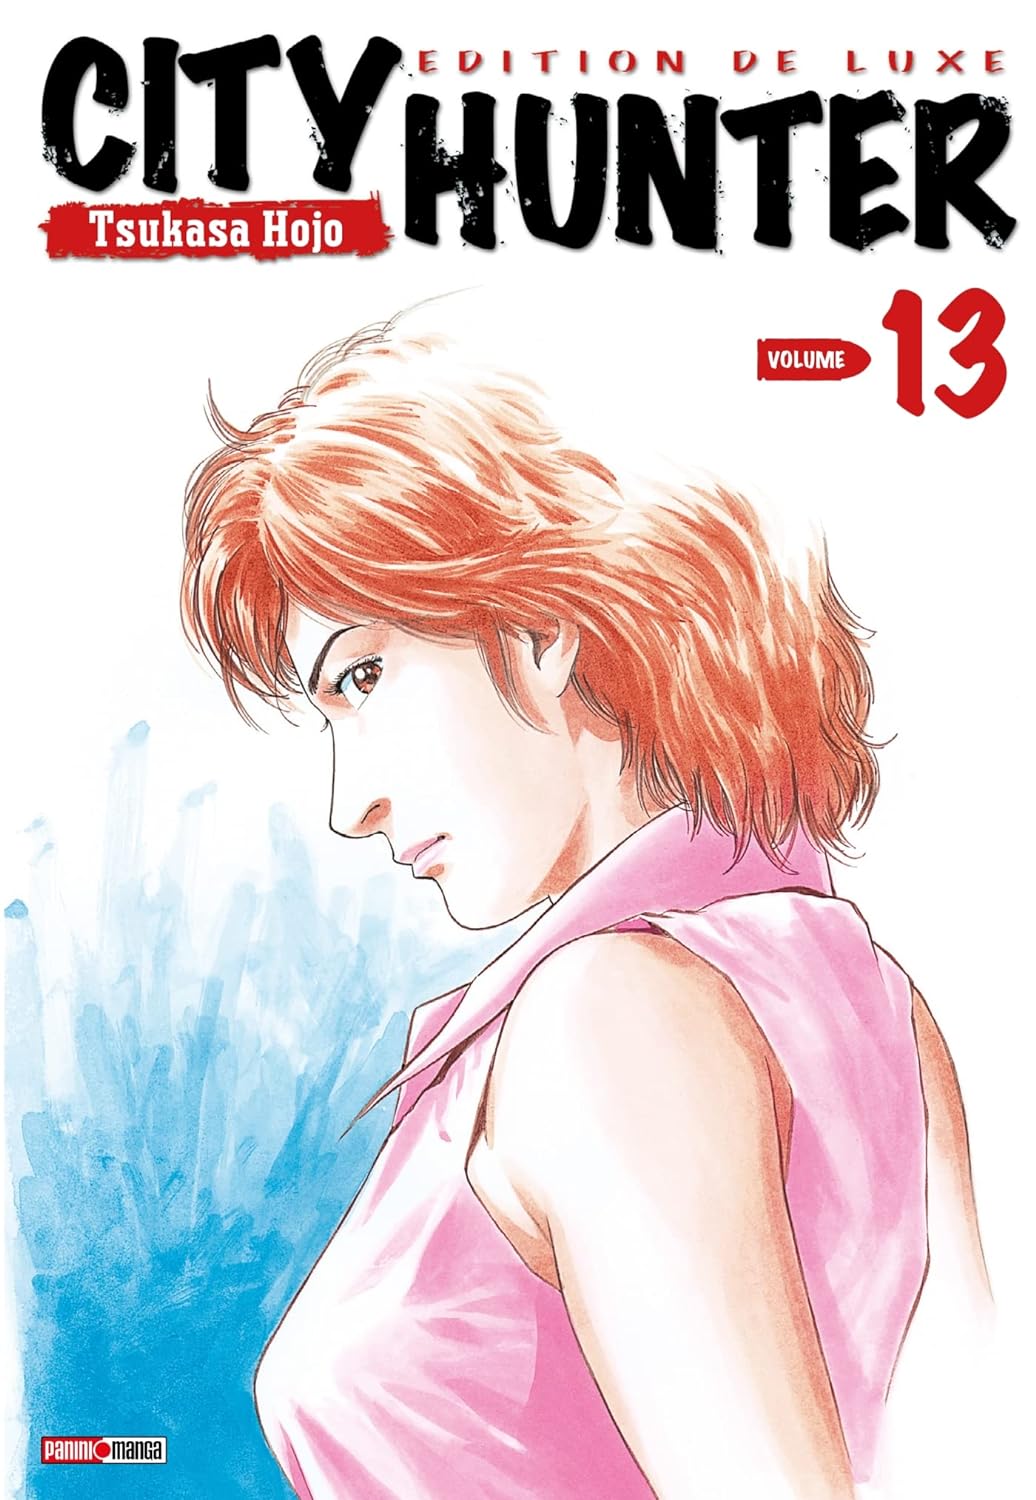 CITY
EDITION DE LUXE
HUNTER
Tsukasa Hojo
VOLUME 13
PANINI manga